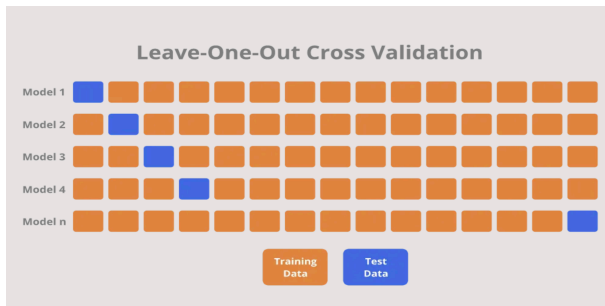 Leave-One-Out Cross Validation
Model 1
Model 2
Model 3
Model 4
Model n
Training
Data
Test
Data